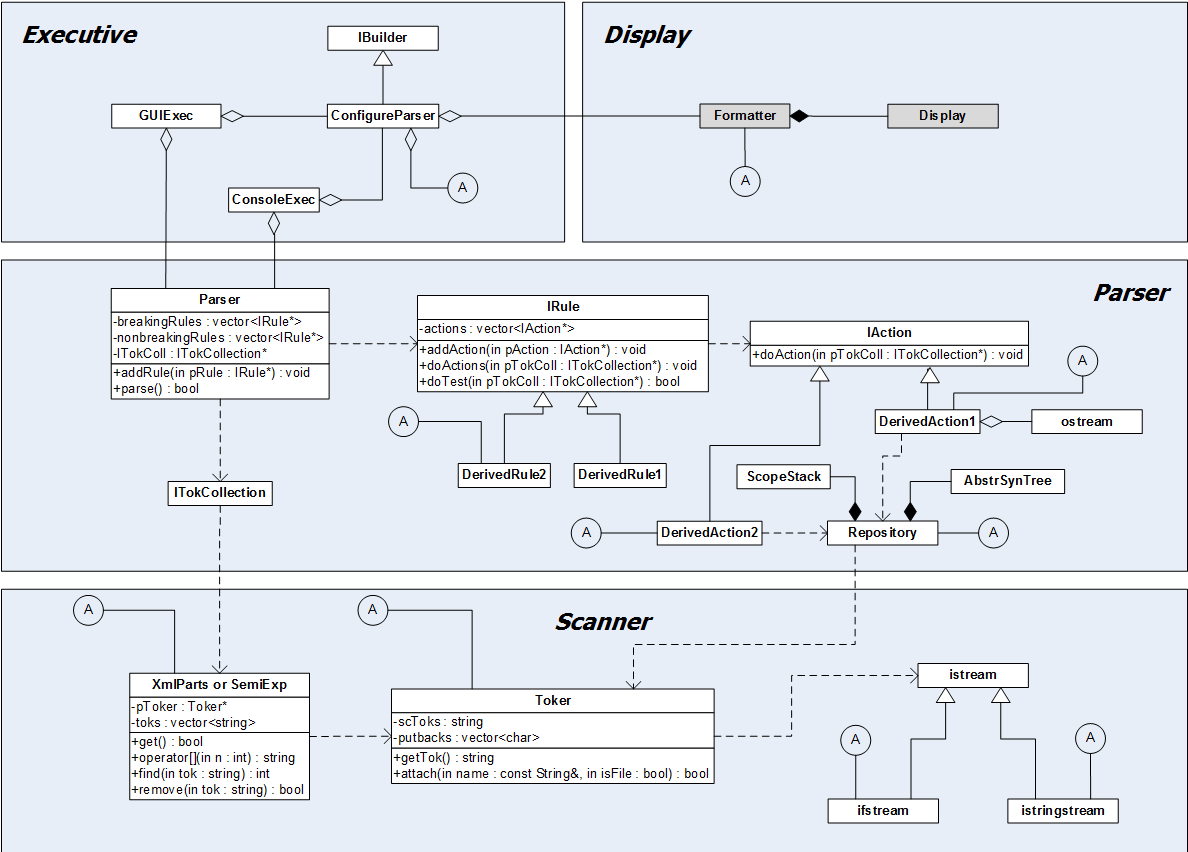 Executive
IBuilder
GUIExec
ConfigureParser
A
ConsoleExec
Display
Formatter
Display
A
Parser
Parser
-breakingRules : vector<IRule*>
-nonbreakingRules : vector<IRule*>
-ITokColl : ITokCollection*
+addRule(in pRule : IRule*) : void
+parse() : bool
IRule
-actions : vector<IAction*>
+addAction(in pAction : IAction*) : void
+doActions(in pTokColl : ITokCollection*) : void
+doTest(in pTokColl : ITokCollection*) : bool
IAction
+doAction(in pTokColl : ITokCollection*) : void
A
A
DerivedAction1
ostream
DerivedRule2
DerivedRule1
ScopeStack
AbstrSynTree
ITokCollection
A
DerivedAction2
Repository
A
Scanner
A
A
XmlParts or SemiExp
-pToker : Toker*
-toks : vector<string>
+get() : bool
+operator[](in n : int) : string
+find(in tok : string) : int
+remove(in tok : string) : bool
Toker
-scToks : string
-putbacks : vector<char>
+getTok() : string
+attach(in name : const String&, in isFile : bool) : bool
istream
A
A
ifstream
istringstream